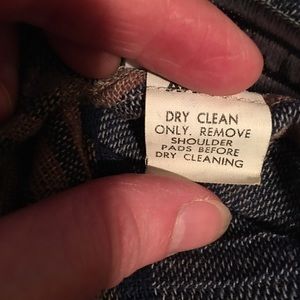 DRY CLEAN
ONLY. REMOVE
SHOULDER
PADS BEFORE
DRY CLEANING